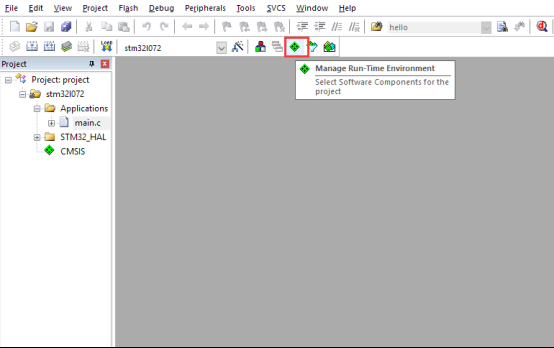 File Edit View Project Flash Debug Peripherals Tools SVCS Window Help
hello
LOAD
stm32l072
Project
Manage Run-Time Environment
Select Software Components for the
project
Project: project
stm32l072
Applications
main.c
STM32_HAL
CMSIS